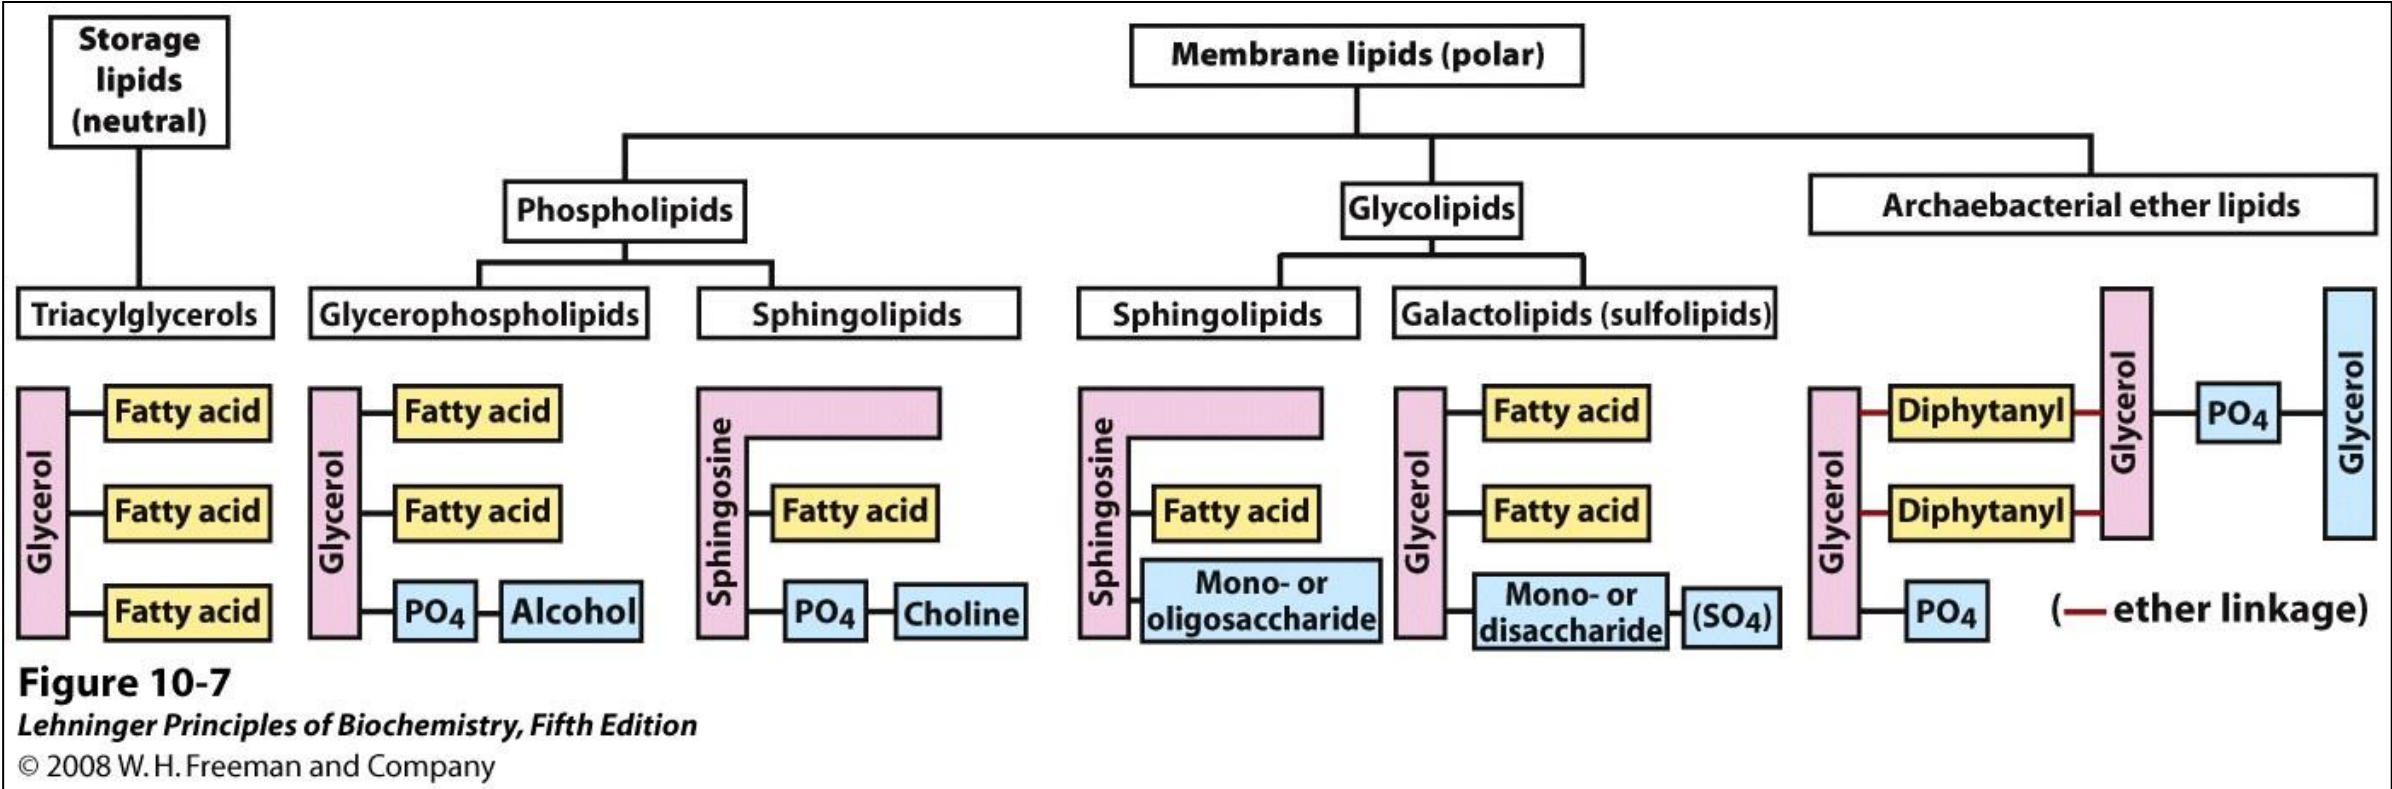 Storage
lipids
(neutral)
Membrane lipids (polar)
Phospholipids
Glycolipids
Archaebacterial ether lipids
Triacylglycerols
Glycerophospholipids
Sphingolipids
Sphingolipids
Galactolipids (sulfolipids)
Glycerol
Fatty acid
Fatty acid
Fatty acid
Glycerol
Fatty acid
Fatty acid
PO4
Alcohol
Sphingosine
Fatty acid
PO4
Choline
Sphingosine
Fatty acid
Mono- or
oligosaccharide
Glycerol
Fatty acid
Fatty acid
Mono- or
disaccharide
(SO4)
Glycerol
Diphytanyl
Diphytanyl
PO4
Glycerol
PO4
Glycerol
(— ether linkage)
Figure 10-7
Lehninger Principles of Biochemistry, Fifth Edition
© 2008 W. H. Freeman and Company